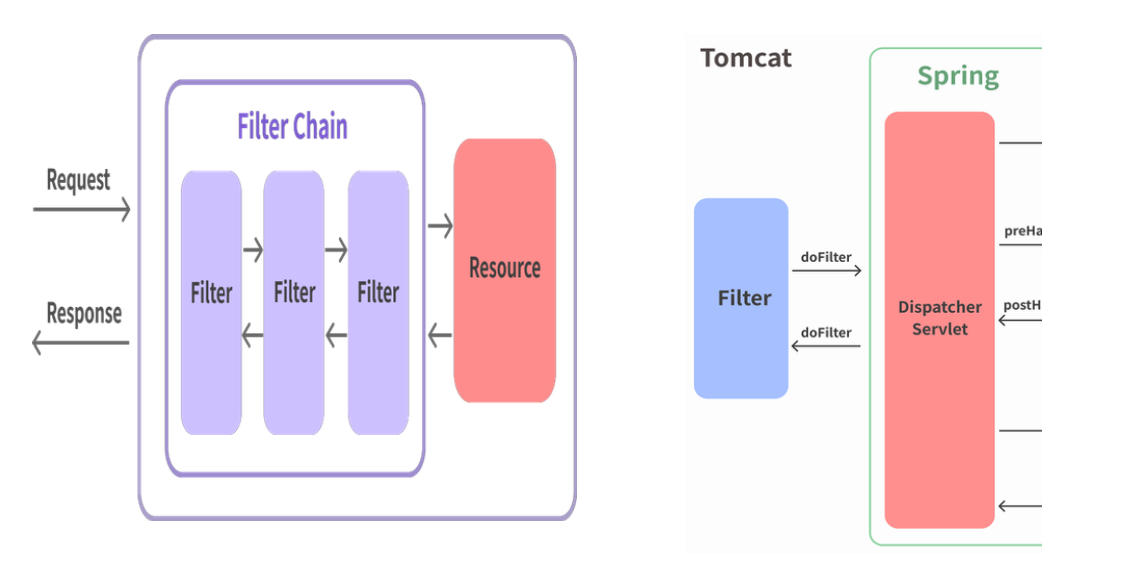 Filter Chain
Request
Response
Filter
Filter
Filter
Resource
Tomcat
Spring
Filter
doFilter
doFilter
Dispatcher
Servlet
preHa
postH